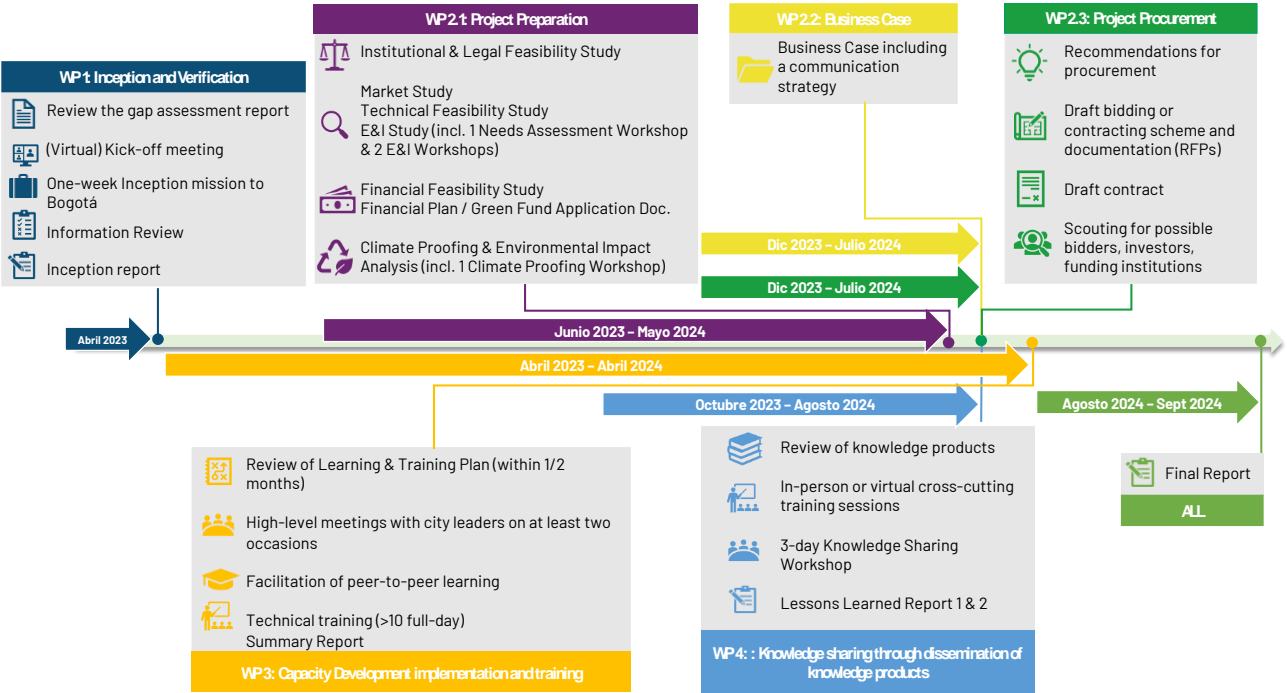 WP1: Inception and Verification
Review the gap assessment report
(Virtual) Kick-off meeting
One-week Inception mission to
Bogotá
Information Review
Inception report
WP2.1: Project Preparation
Institutional & Legal Feasibility Study
Market Study
Technical Feasibility Study
E&I Study (incl. 1 Needs Assessment Workshop
& 2 E&I Workshops)
Financial Feasibility Study
Financial Plan / Green Fund Application Doc.
Climate Proofing & Environmental Impact
Analysis (incl. 1 Climate Proofing Workshop)
WP2.2: Business Case
Business Case including
a communication
strategy
WP2.3: Project Procurement
Recommendations for
procurement
Draft bidding or
contracting scheme and
documentation (RFPs)
Draft contract
Scouting for possible
bidders, investors,
funding institutions
Dic 2023 – Julio 2024
Dic 2023 – Julio 2024
Abril 2023
Junio 2023 – Mayo 2024
Abril 2023 – Abril 2024
Octubre 2023 – Agosto 2024
Agosto 2024 – Sept 2024
Review of Learning & Training Plan (within 1/2
months)
High-level meetings with city leaders on at least two
occasions
Facilitation of peer-to-peer learning
Technical training (>10 full-day)
Summary Report
WP3: Capacity Development implementation and training
Review of knowledge products
In-person or virtual cross-cutting
training sessions
3-day Knowledge Sharing
Workshop
Lessons Learned Report 1 & 2
WP4: : Knowledge sharing through dissemination of
knowledge products
Final Report
ALL